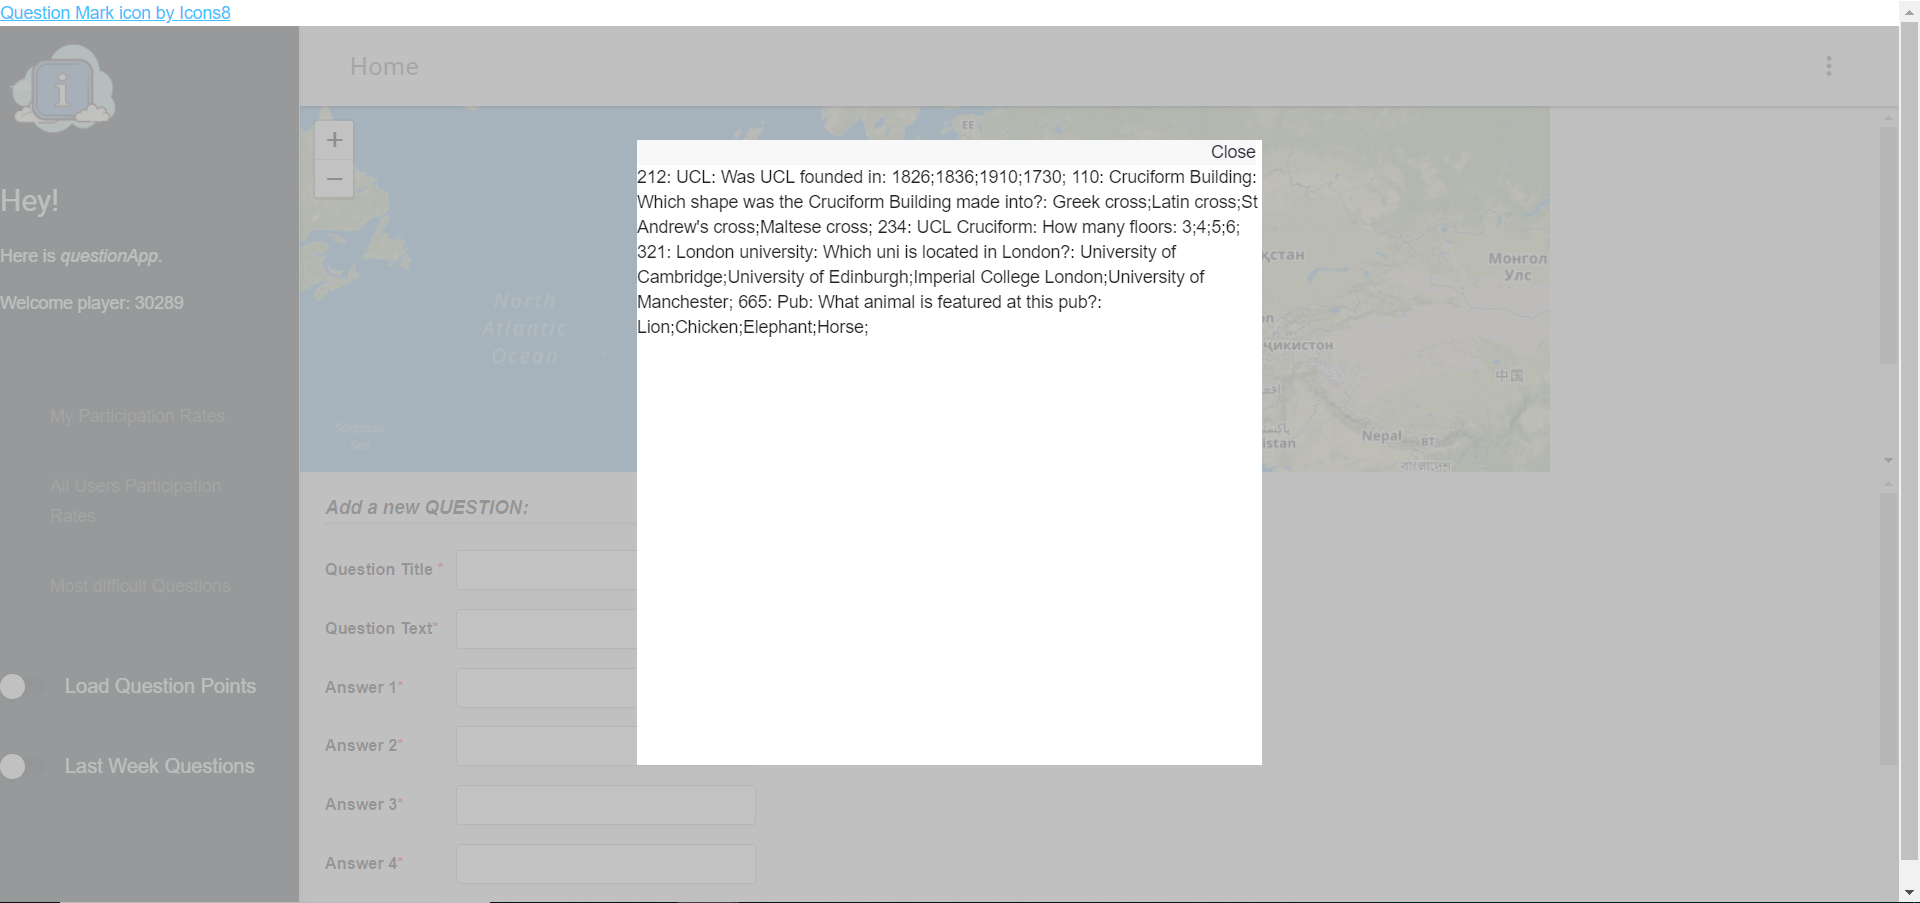 Question Mark icon by Icons8
Home
Hey!
Here is questionApp.
Welcome player: 30289
My Participation Rates
All Users Participation
Rates
Most difficult Questions
Load Question Points
Last Week Questions
+
−
EE
North
Atlantic
Ocean
Sargasso
Sea
Close
212: UCL: Was UCL founded in: 1826;1836;1910;1730; 110: Cruciform Building:
Which shape was the Cruciform Building made into?: Greek cross;Latin cross;St
Andrew's cross;Maltese cross; 234: UCL Cruciform: How many floors: 3;4;5;6;
321: London university: Which uni is located in London?: University of
Cambridge;University of Edinburgh;Imperial College London;University of
Manchester; 665: Pub: What animal is featured at this pub?:
Lion;Chicken;Elephant;Horse;
қстан
Монгол
Улс
ҷикистон
中国
istan
Nepal
BT
বাংলাদেশ
Add a new QUESTION:
Question Title *
Question Text*
Answer 1*
Answer 2*
Answer 3*
Answer 4*